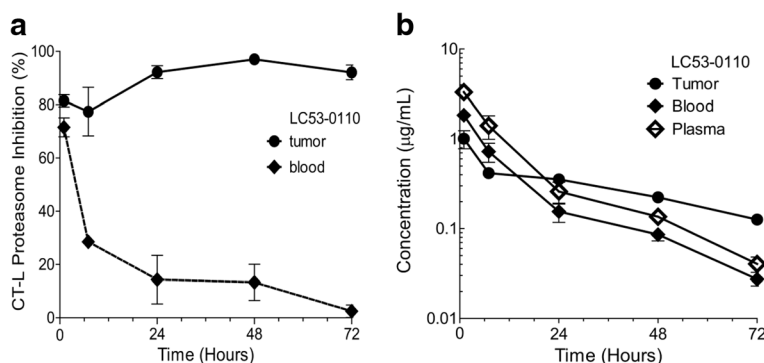 a
CT-L Proteasome Inhibition (%)
100
80
60
40
20
0
LC53-0110
tumor
blood
0 24 48 72
Time (Hours)
b
Concentration (µg/mL)
10
1
0.1
0.01
LC53-0110
Tumor
Blood
Plasma
0 24 48 72
Time (Hours)